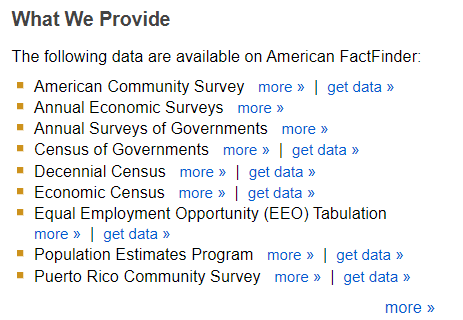 What We Provide
The following data are available on American FactFinder:
American Community Survey more » | get data »
Annual Economic Surveys more »
Annual Surveys of Governments more »
Census of Governments more » | get data »
Decennial Census more » | get data »
Economic Census more » | get data »
Equal Employment Opportunity (EEO) Tabulation
more » | get data »
Population Estimates Program more » | get data »
Puerto Rico Community Survey more » | get data »
more »